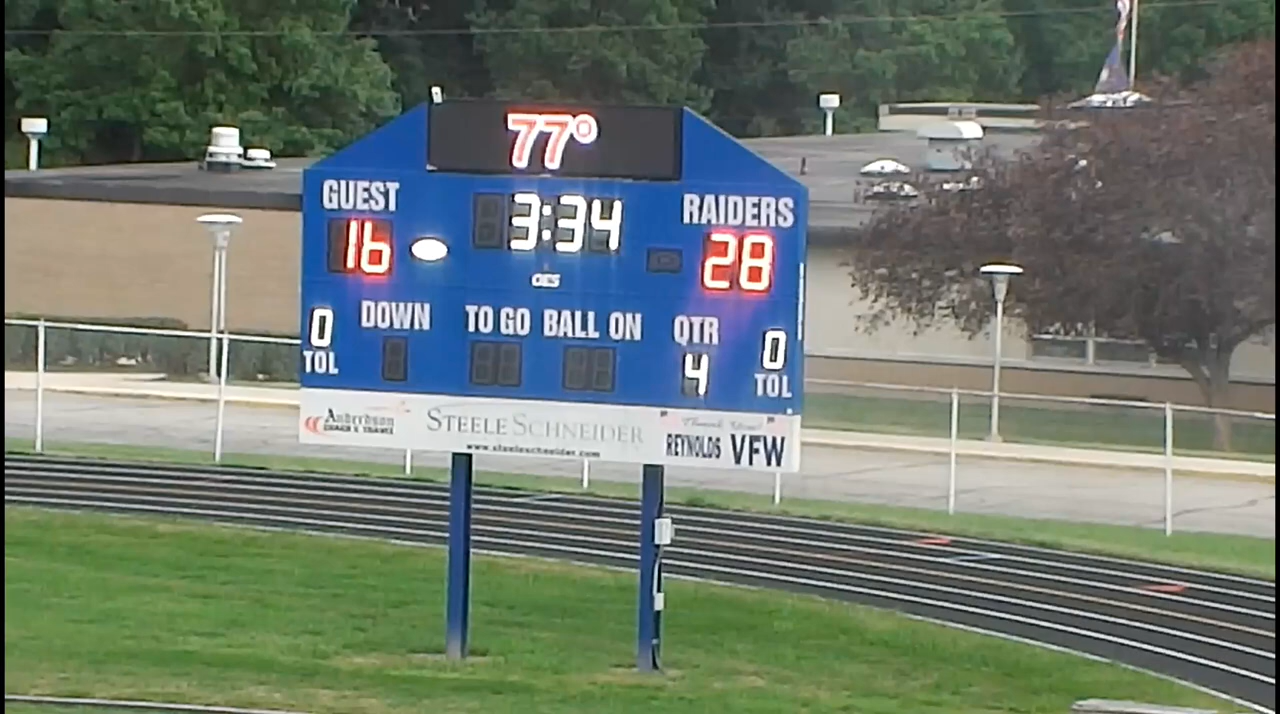 77°
GUEST 3:34 RAIDERS
16 28
DOWN TO GO BALL ON QTR
0 4 0
TOL TOL
STEELE SCHNEIDER
www.steeleschneider.com
REYNOLDS VFW